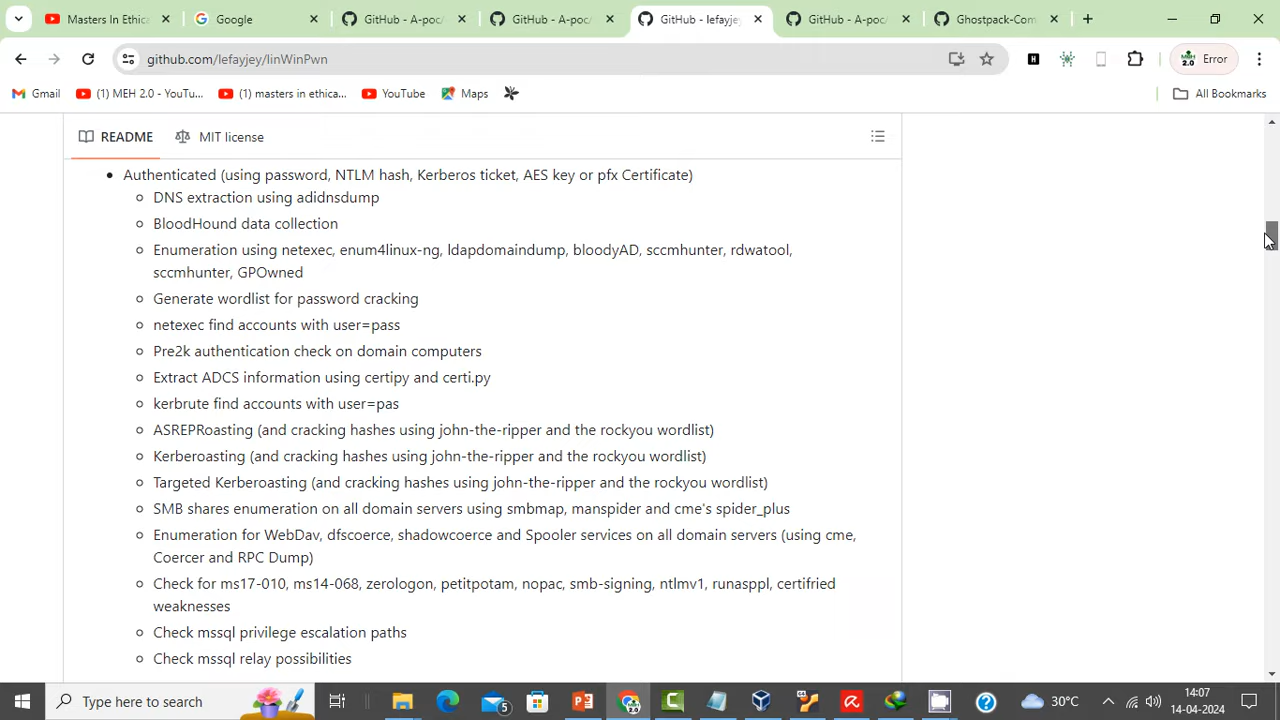 Masters In Ethica
Google
GitHub - A-poc/
GitHub - A-poc/
GitHub - lefayjey
GitHub - A-poc/
Ghostpack-Com
github.com/lefayjey/linWinPwn
Error
Gmail
(1) MEH 2.0 - YouTu...
(1) masters in ethica...
YouTube
Maps
All Bookmarks
README
MIT license
Authenticated (using password, NTLM hash, Kerberos ticket, AES key or pfx Certificate)
DNS extraction using adidnsdump
BloodHound data collection
Enumeration using netexec, enum4linux-ng, ldapdomaindump, bloodyAD, sccmhunter, rdwatool,
sccmhunter, GPOwned
Generate wordlist for password cracking
netexec find accounts with user=pass
Pre2k authentication check on domain computers
Extract ADCS information using certipy and certi.py
kerbrute find accounts with user=pas
ASREPRoasting (and cracking hashes using john-the-ripper and the rockyou wordlist)
Kerberoasting (and cracking hashes using john-the-ripper and the rockyou wordlist)
Targeted Kerberoasting (and cracking hashes using john-the-ripper and the rockyou wordlist)
SMB shares enumeration on all domain servers using smbmap, manspider and cme's spider_plus
Enumeration for WebDav, dfscoerce, shadowcoerce and Spooler services on all domain servers (using cme,
Coercer and RPC Dump)
Check for ms17-010, ms14-068, zerologon, petitpotam, nopac, smb-signing, ntlmv1, runasppl, certifried
weaknesses
Check mssql privilege escalation paths
Check mssql relay possibilities
Type here to search
5
30°C
14:07
14-04-2024